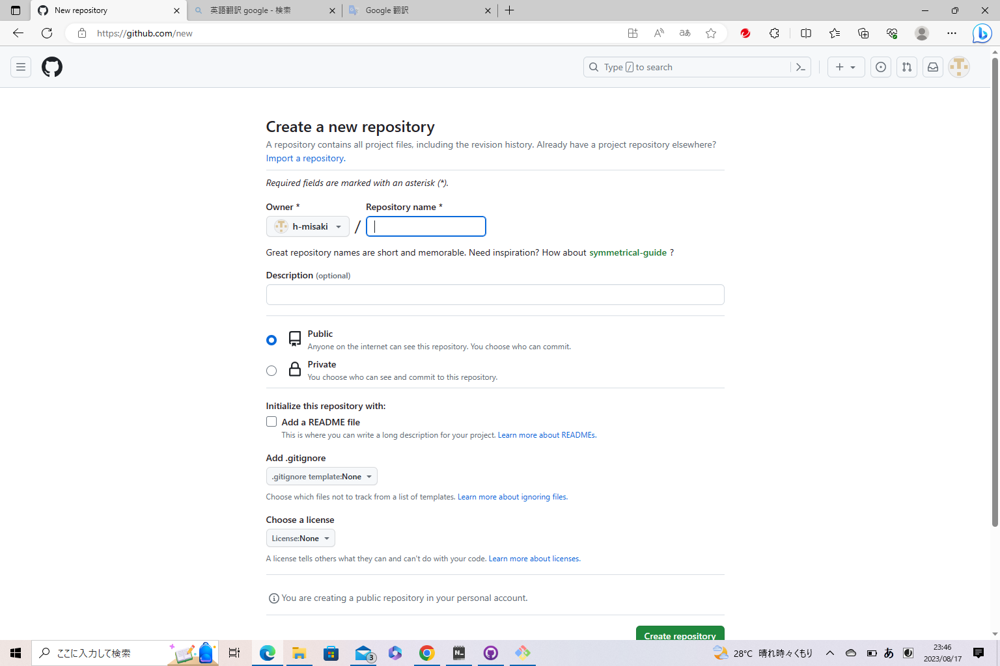 New repository
英語翻訳 google - 検索
Google 翻訳
https://github.com/new
Type / to search
Create a new repository
A repository contains all project files, including the revision history. Already have a project repository elsewhere?
Import a repository.
Required fields are marked with an asterisk (*).
Owner *
Repository name *
h-misaki
/
Great repository names are short and memorable. Need inspiration? How about symmetrical-guide ?
Description (optional)
Public
Anyone on the internet can see this repository. You choose who can commit.
Private
You choose who can see and commit to this repository.
Initialize this repository with:
Add a README file
This is where you can write a long description for your project. Learn more about READMEs.
Add .gitignore
.gitignore template:None
Choose which files not to track from a list of templates. Learn more about ignoring files.
Choose a license
License:None
A license tells others what they can and can't do with your code. Learn more about licenses.
You are creating a public repository in your personal account.
Create repository
ここに入力して検索
3
28°C 晴れ時々くもり
あ
23:46
2023/08/17